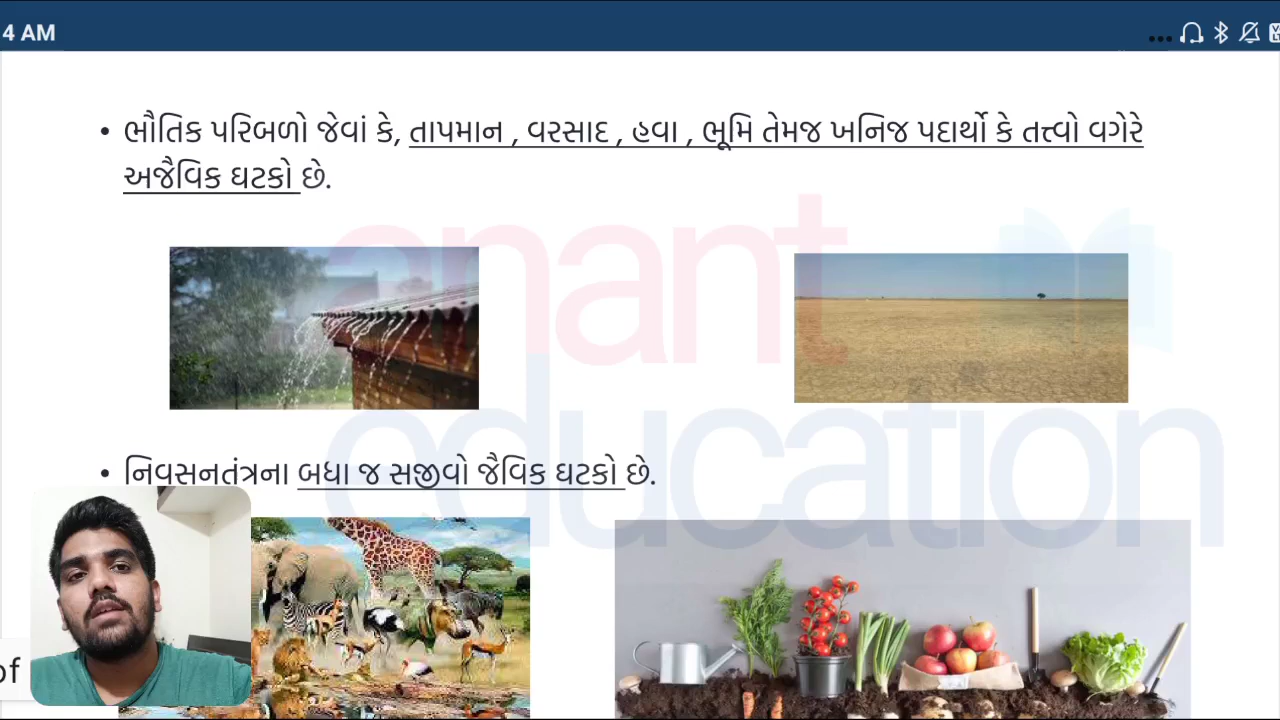 4 AM
• ભૌતિક પરિબળો જેવાં કે, તાપમાન , વરસાદ , હવા , ભૂમિ તેમજ ખનિજ પદાર્થો કે તત્ત્વો વગેરે
અજૈવિક ઘટકો છે.
anant
education
• નિવસનતંત્રના બધા જ સજીવો જૈવિક ઘટકો છે.
of